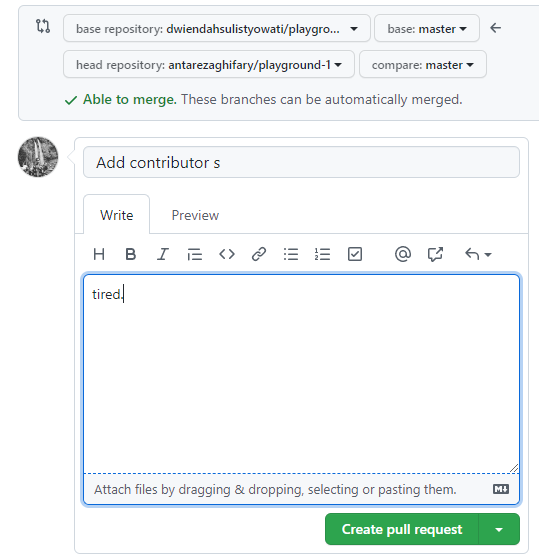 base repository: dwiendahsulistyowati/playgro... base: master
head repository: antarezaghifary/playground-1 compare: master
Able to merge. These branches can be automatically merged.
Add contributor s
Write Preview
tired.
Attach files by dragging & dropping, selecting or pasting them.
Create pull request